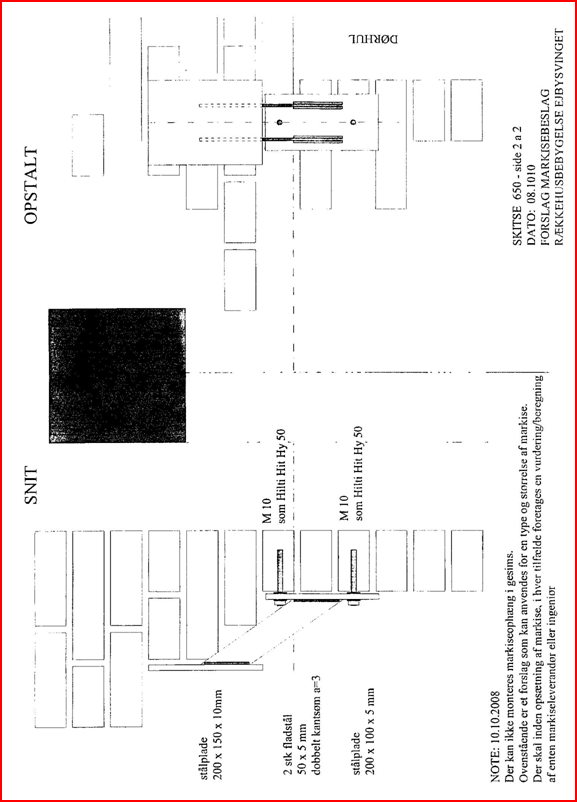 SNIT
OPSTALT
DØRHUL
M 10
som Hilti Hit Hy 50
M 10
som Hilti Hit Hy 50
stålplade
200 x 150 x 10mm
2 stk fladstål
50 x 5 mm
dobbelt kantsøm a=3
stålplade
200 x 100 x 5 mm
NOTE: 10.10.2008
Der kan ikke monteres markiseophæng i gesims.
Ovenstående er et forslag som kan anvendes for en type og størrelse af markise.
Der skal inden opsætning af markise, i hver tilfælde foretages en vurdering/beregning
af enten markiseleverandør eller ingeniør
SKITSE 650 - side 2 a 2
DATO: 08.1010
FORSLAG MARKISEBESLAG
RÆKKEHUSBEBYGELSE EJBYSVINGET